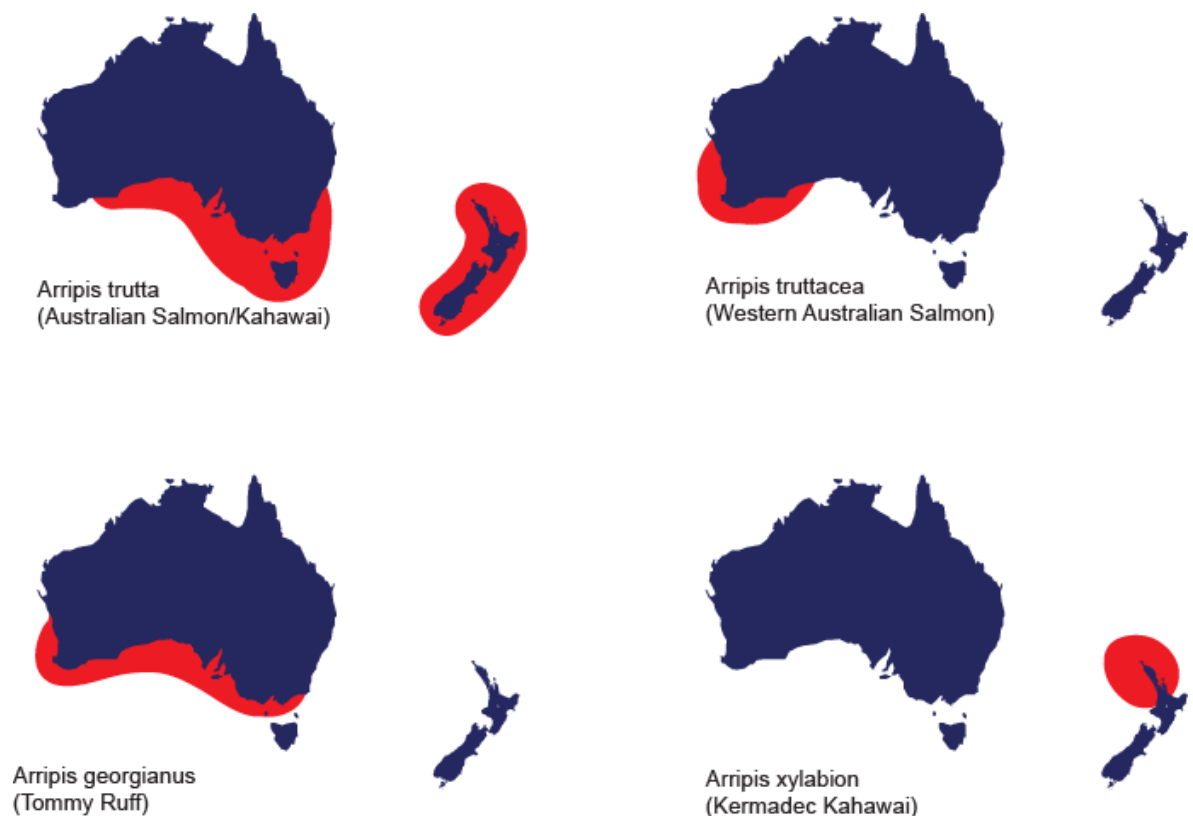 Arripis trutta
(Australian Salmon/Kahawai)
Arripis truttacea
(Western Australian Salmon)
Arripis georgianus
(Tommy Ruff)
Arripis xylabion
(Kermadec Kahawai)